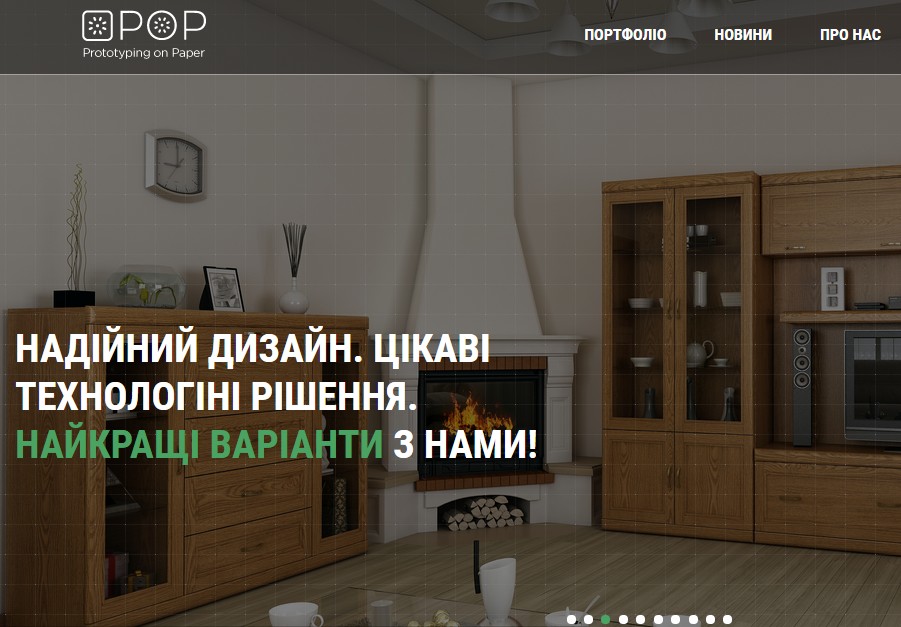 POP
Prototyping on Paper
ПОРТФОЛІО НОВИНИ ПРО НАС
НАДІЙНИЙ ДИЗАЙН. ЦІКАВІ
ТЕХНОЛОГІНІ РІШЕННЯ.
НАЙКРАЩІ ВАРІАНТИ З НАМИ!